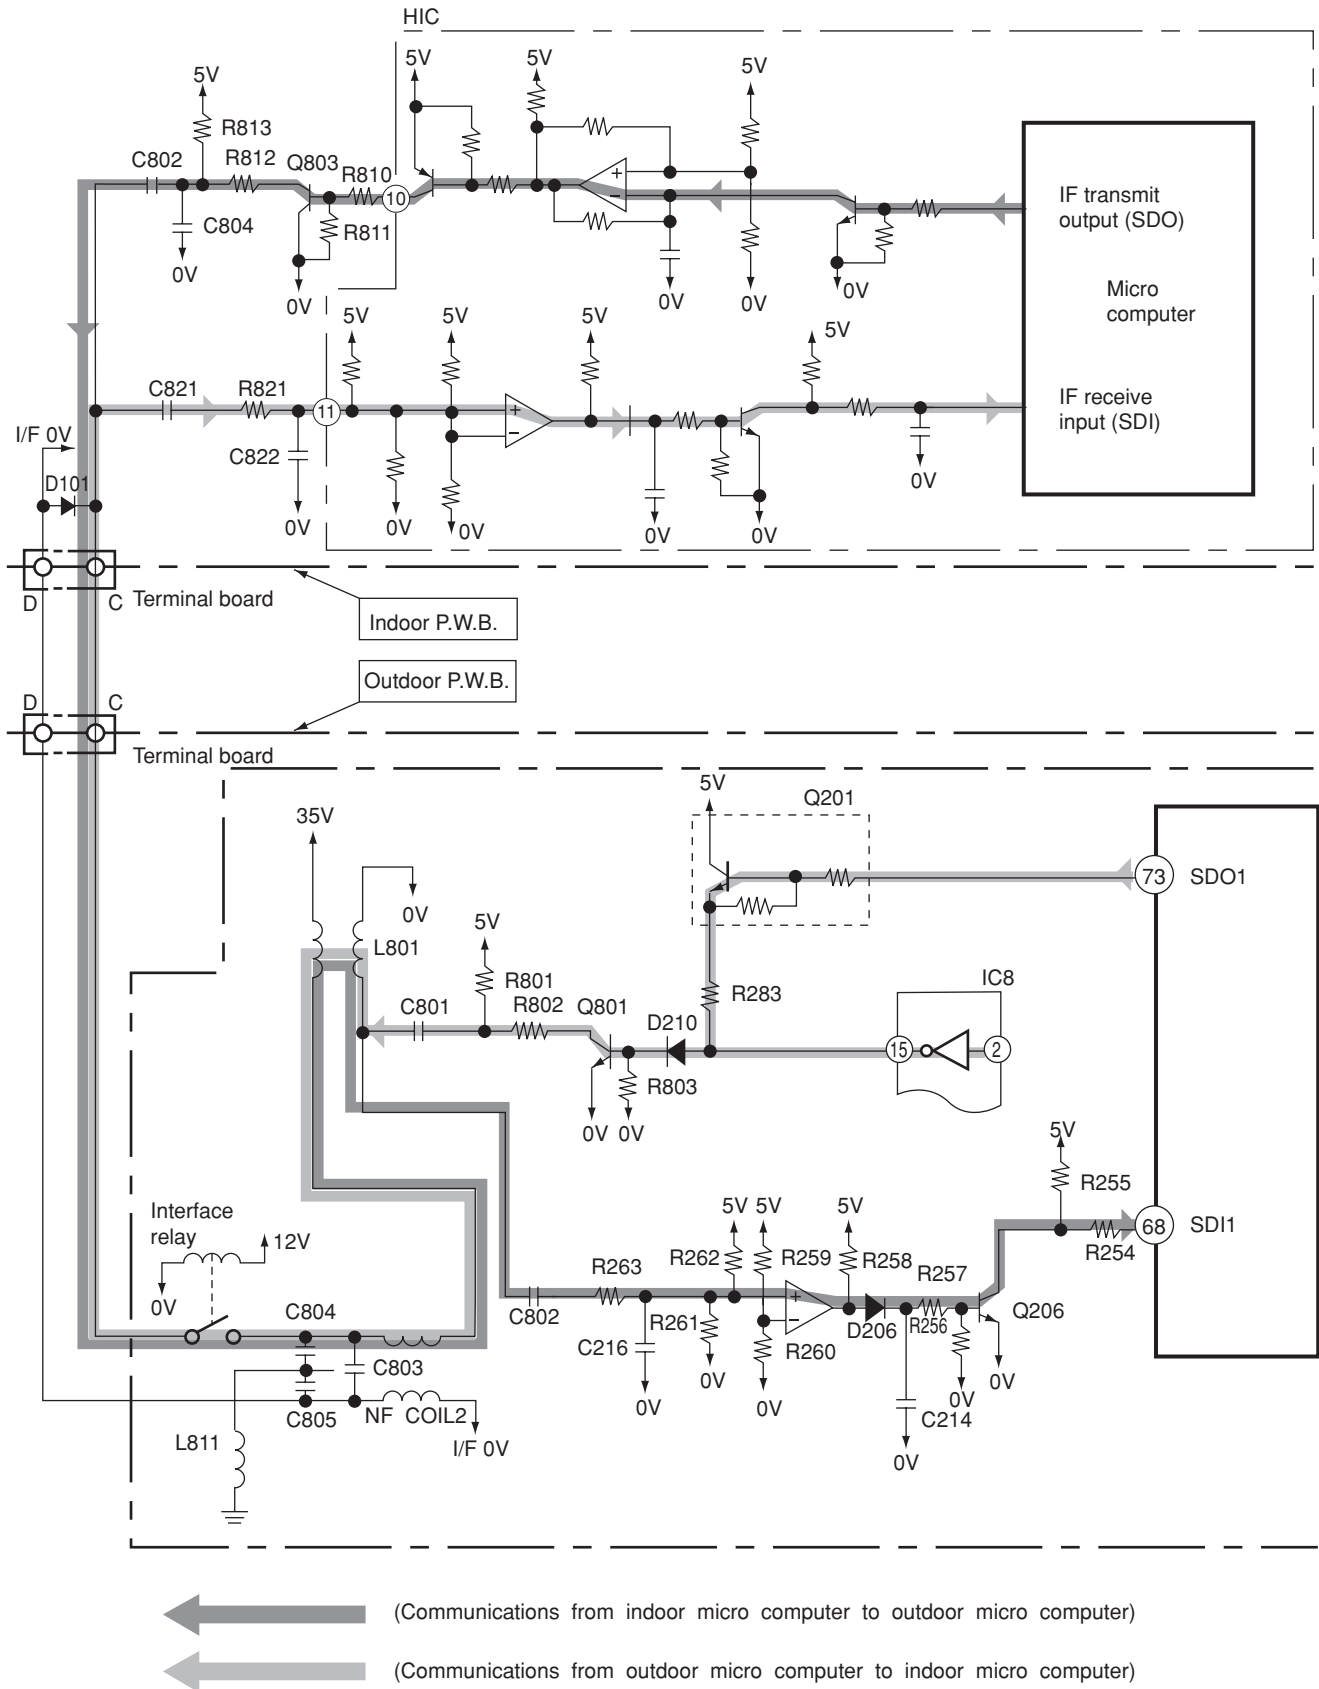 HIC
5V
5V
5V
5V
R813
C802
R812
Q803
R810
10
R811
C804
0V
0V
0V
0V
0V
IF transmit
output (SDO)
Micro
computer
IF receive
input (SDI)
5V
5V
5V
5V
C821
R821
11
C822
I/F 0V
D101
0V
0V
0V
0V
0V
0V
D
C
Terminal board
Indoor P.W.B.
Outdoor P.W.B.
D
C
Terminal board
5V
Q201
35V
73
SDO1
0V
L801
5V
R801
C801
R802
Q801
D210
R283
IC8
15
2
R803
0V
0V
5V
R255
68
SDI1
R254
Interface
relay
12V
0V
5V
5V
5V
R263
R262
R259
R258
R257
C802
R261
C216
R260
D206
R256
Q206
0V
0V
0V
0V
0V
C214
0V
C804
C803
C805
NF COIL2
L811
I/F 0V
(Communications from indoor micro computer to outdoor micro computer)
(Communications from outdoor micro computer to indoor micro computer)